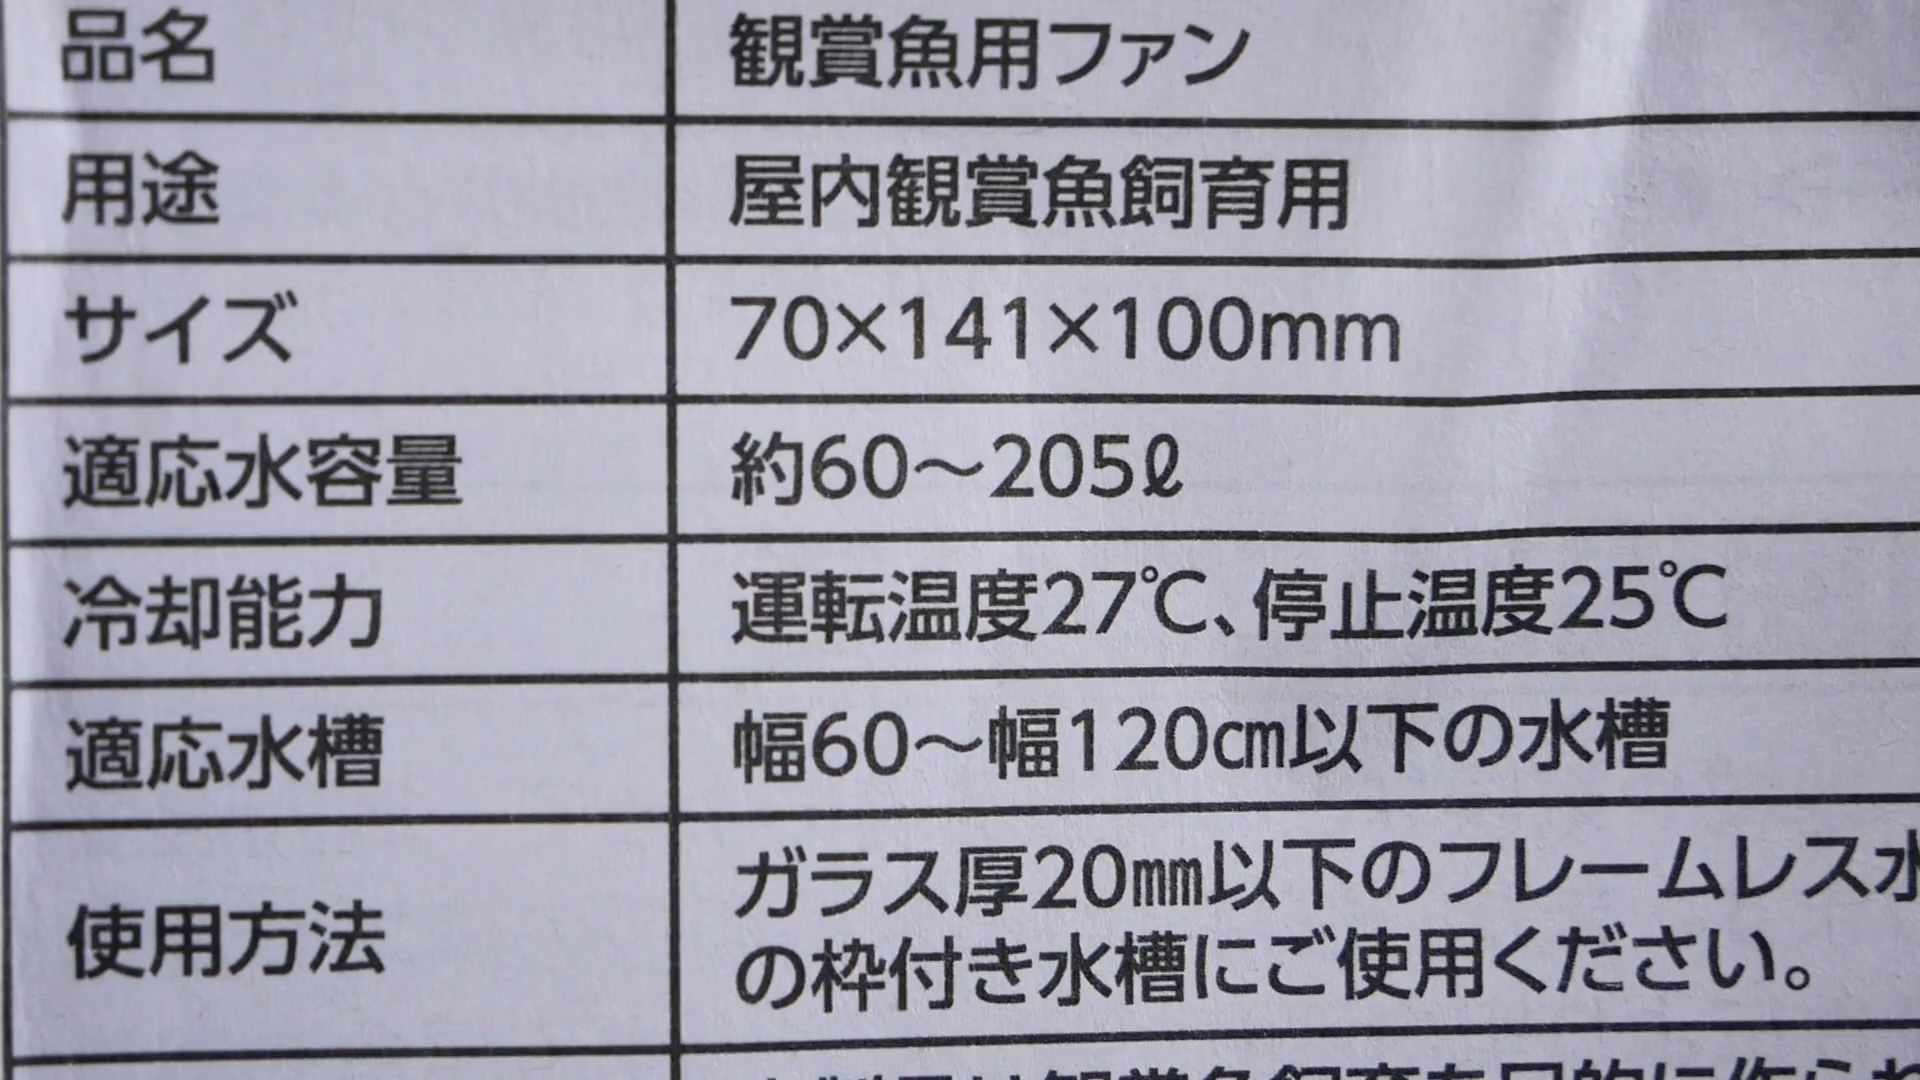 品名 観賞魚用ファン
用途 屋内観賞魚飼育用
サイズ 70×141×100mm
適応水容量 約60～205ℓ
冷却能力 運転温度27℃、停止温度25℃
適応水槽 幅60～幅120㎝以下の水槽
使用方法 ガラス厚20㎜以下のフレームレス水
の枠付き水槽にご使用ください。